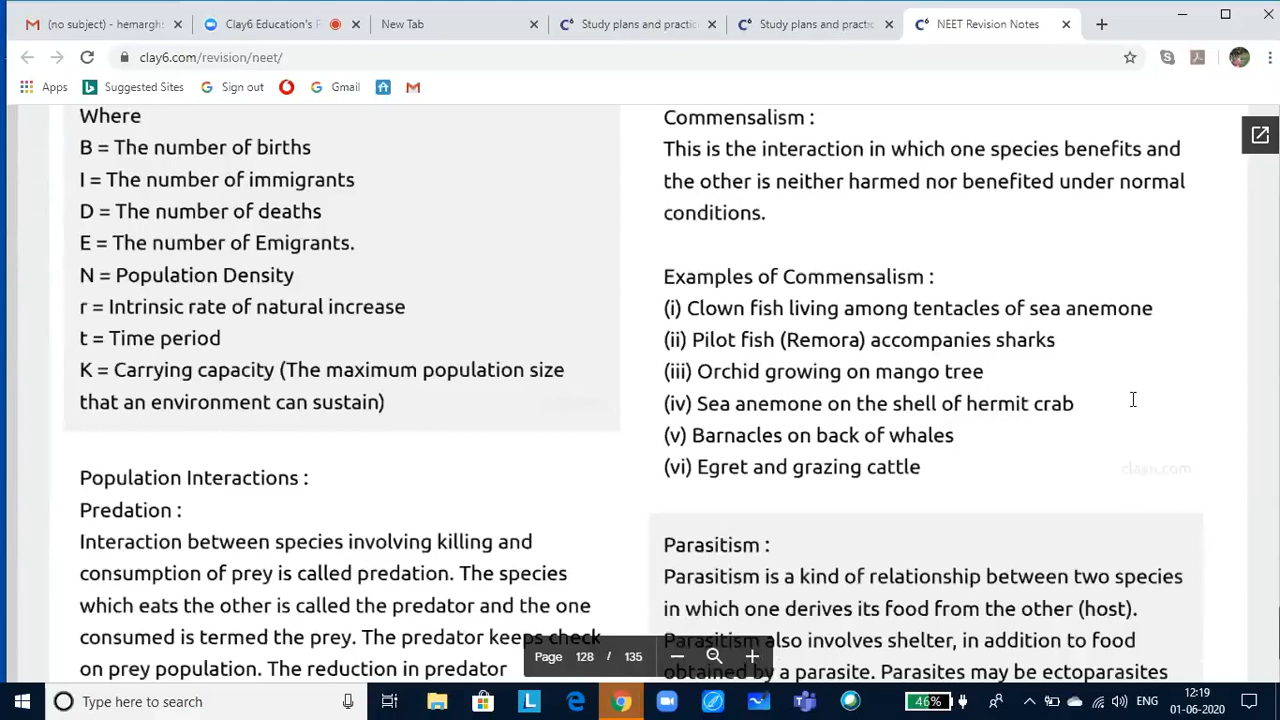 (no subject) - hemarghs
Clay6 Education's P
New Tab
Study plans and practic
Study plans and practic
NEET Revision Notes
clay6.com/revision/neet/
Apps
Suggested Sites
Sign out
Gmail
Where
B = The number of births
I = The number of immigrants
D = The number of deaths
E = The number of Emigrants.
N = Population Density
r = Intrinsic rate of natural increase
t = Time period
K = Carrying capacity (The maximum population size
that an environment can sustain)
Population Interactions :
Predation :
Interaction between species involving killing and
consumption of prey is called predation. The species
which eats the other is called the predator and the one
consumed is termed the prey. The predator keeps check
on prey population. The reduction in predator
Commensalism :
This is the interaction in which one species benefits and
the other is neither harmed nor benefited under normal
conditions.
Examples of Commensalism :
(i) Clown fish living among tentacles of sea anemone
(ii) Pilot fish (Remora) accompanies sharks
(iii) Orchid growing on mango tree
(iv) Sea anemone on the shell of hermit crab
(v) Barnacles on back of whales
(vi) Egret and grazing cattle
Parasitism :
Parasitism is a kind of relationship between two species
in which one derives its food from the other (host).
Parasitism also involves shelter, in addition to food
obtained by a parasite. Parasites may be ectoparasites
Page 128 / 135
Type here to search
46%
ENG
12:19
01-06-2020